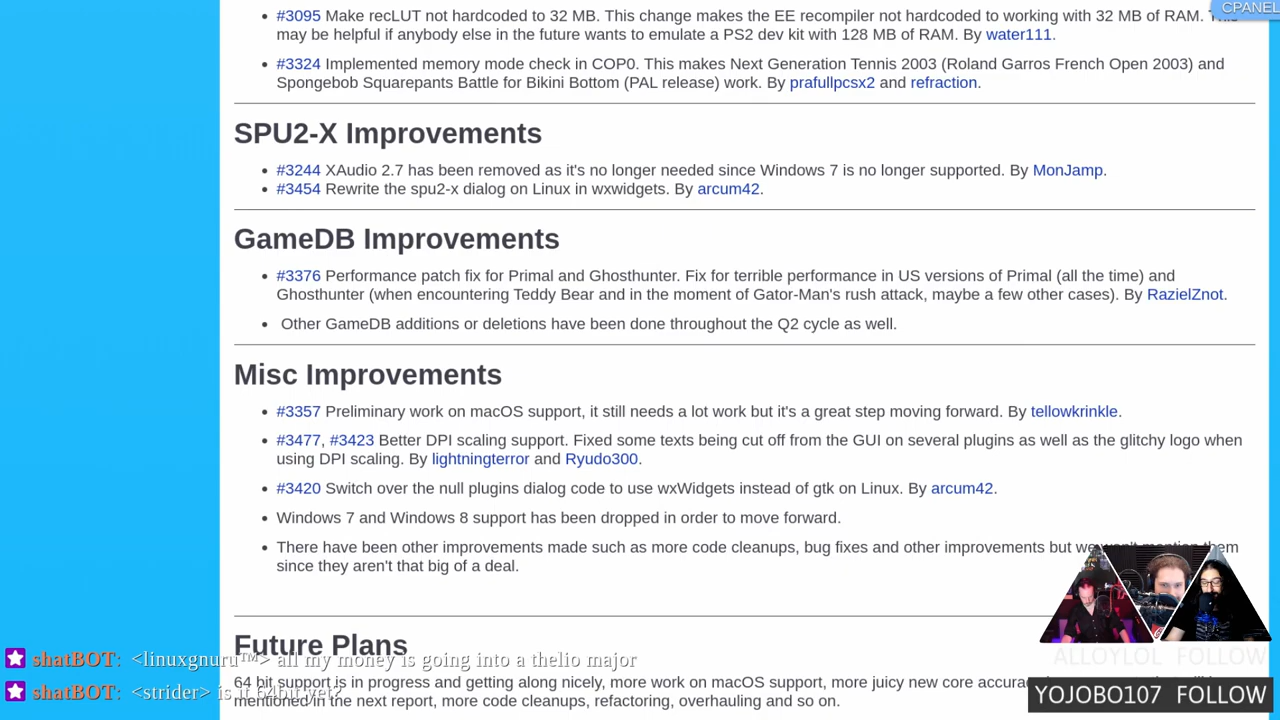 CPANEL
#3095 Make recLUT not hardcoded to 32 MB. This change makes the EE recompiler not hardcoded to working with 32 MB of RAM. This
may be helpful if anybody else in the future wants to emulate a PS2 dev kit with 128 MB of RAM. By water111.
#3324 Implemented memory mode check in COP0. This makes Next Generation Tennis 2003 (Roland Garros French Open 2003) and
Spongebob Squarepants Battle for Bikini Bottom (PAL release) work. By prafullpcsx2 and refraction.
SPU2-X Improvements
#3244 XAudio 2.7 has been removed as it's no longer needed since Windows 7 is no longer supported. By MonJamp.
#3454 Rewrite the spu2-x dialog on Linux in wxwidgets. By arcum42.
GameDB Improvements
#3376 Performance patch fix for Primal and Ghosthunter. Fix for terrible performance in US versions of Primal (all the time) and
Ghosthunter (when encountering Teddy Bear and in the moment of Gator-Man's rush attack, maybe a few other cases). By RazielZnot.
Other GameDB additions or deletions have been done throughout the Q2 cycle as well.
Misc Improvements
#3357 Preliminary work on macOS support, it still needs a lot work but it's a great step moving forward. By tellowkrinkle.
#3477, #3423 Better DPI scaling support. Fixed some texts being cut off from the GUI on several plugins as well as the glitchy logo when
using DPI scaling. By lightningterror and Ryudo300.
#3420 Switch over the null plugins dialog code to use wxWidgets instead of gtk on Linux. By arcum42.
Windows 7 and Windows 8 support has been dropped in order to move forward.
There have been other improvements made such as more code cleanups, bug fixes and other improvements but we won't mention them
since they aren't that big of a deal.
Future Plans
shatBOT: <linuxgnuru™> all my money is going into a thelio major
64 bit support is in progress and getting along nicely, more work on macOS support, more juicy new core
shatBOT: <strider> is it 64bit yet?
mentioned in the next report, more code cleanups, refactoring, overhauling and so on.
ALLOYLOL FOLLOW
YOJOBO107 FOLLOW